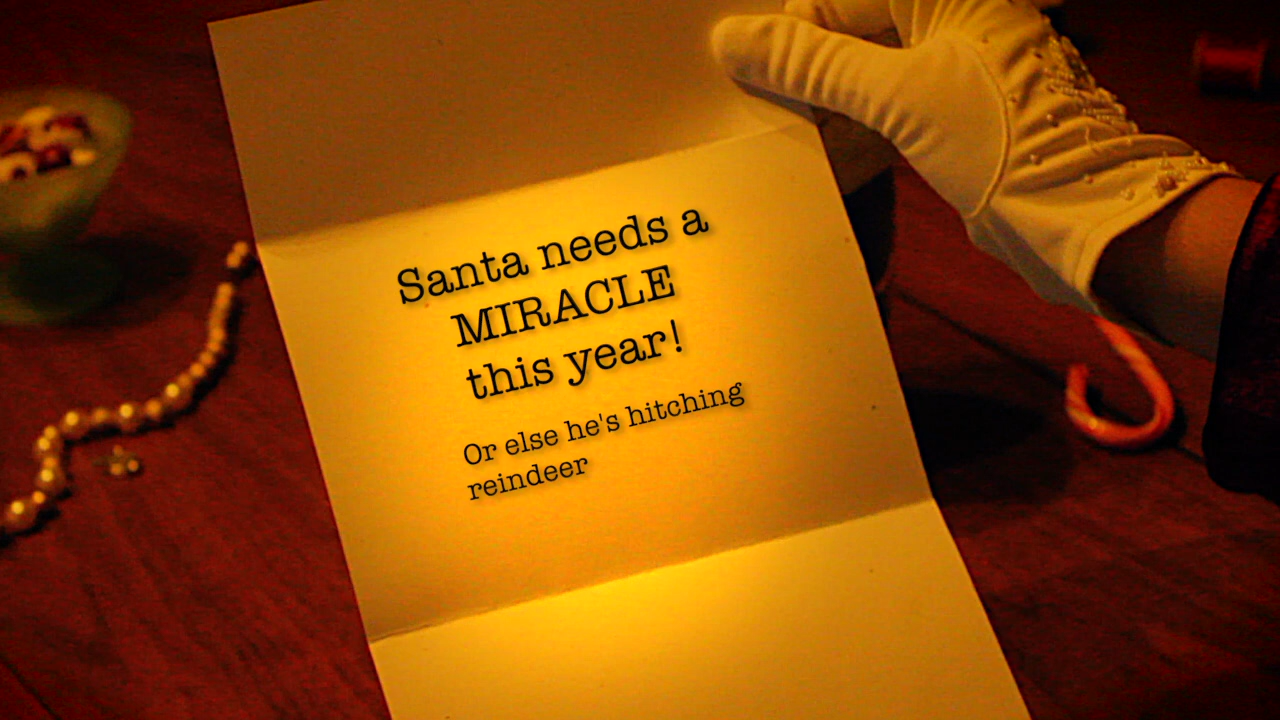 Santa needs a
MIRACLE
this year!
Or else he's hitching
reindeer